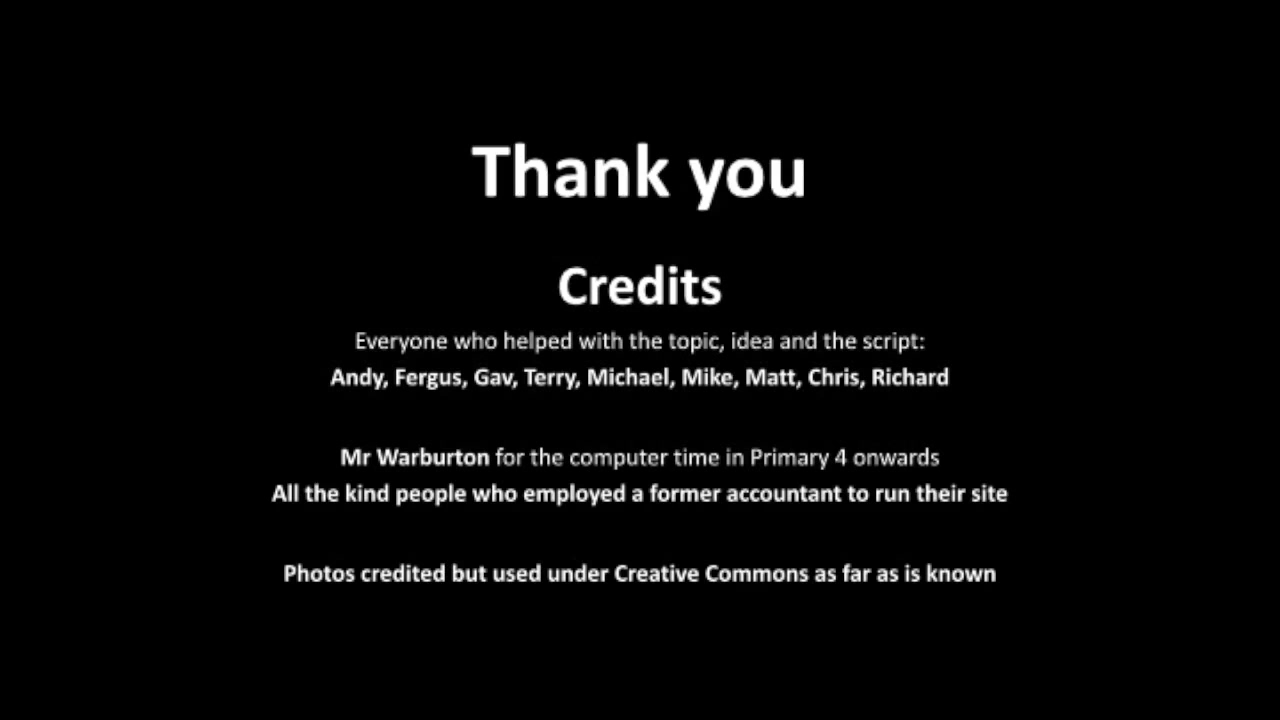 Thank you
Credits
Everyone who helped with the topic, idea and the script:
Andy, Fergus, Gav, Terry, Michael, Mike, Matt, Chris, Richard
Mr Warburton for the computer time in Primary 4 onwards
All the kind people who employed a former accountant to run their site
Photos credited but used under Creative Commons as far as is known